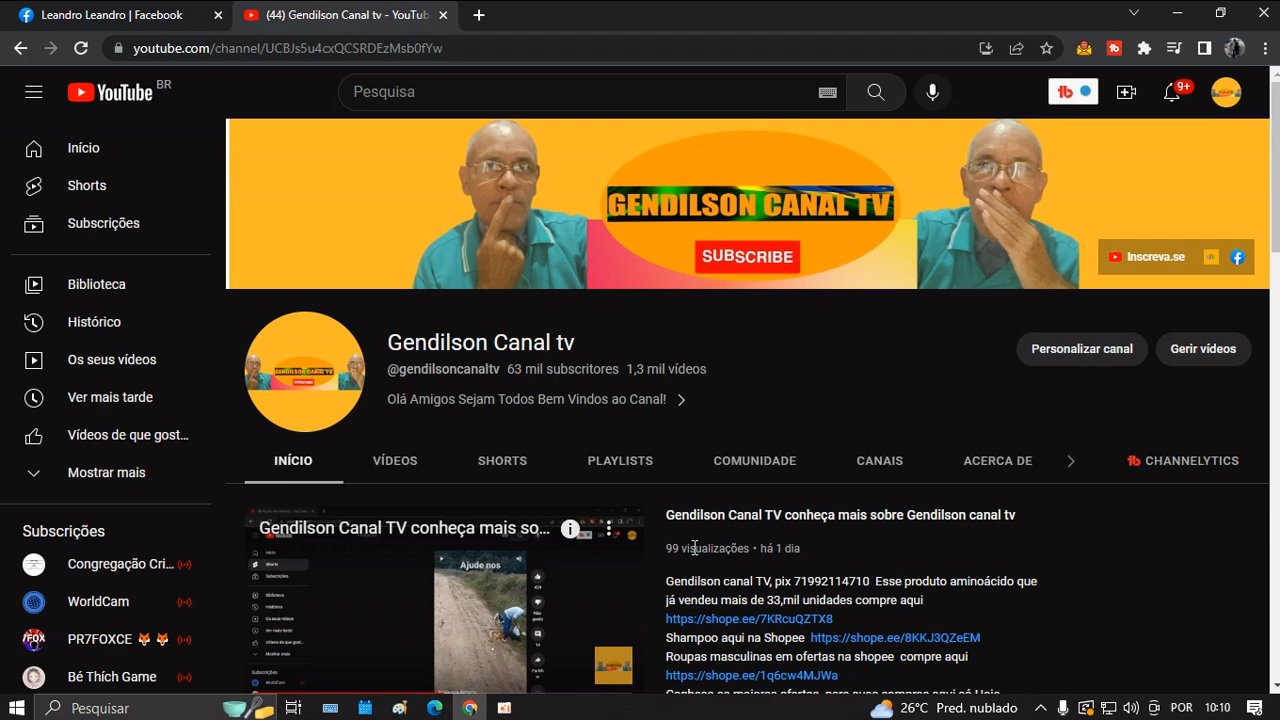 Leandro Leandro | Facebook
(44) Gendilson Canal tv - YouTub
youtube.com/channel/UCBJs5u4cxQCSRDEzMsb0fYw
YouTube BR
Pesquisa
9+
Início
Shorts
Subscrições
Biblioteca
Histórico
Os seus vídeos
Ver mais tarde
Vídeos de que gost...
Mostrar mais
Subscrições
Congregação Cri...
WorldCam
PR7FOXCE
Bé Thỏh Game
GENDILSON CANAL TV
SUBSCRIBE
Inscreva.se
Gendilson Canal tv
@gendilsoncanaltv 63 mil subscritores 1,3 mil vídeos
Olá Amigos Sejam Todos Bem Vindos ao Canal!
Personalizar canal
Gerir vídeos
INÍCIO VÍDEOS SHORTS PLAYLISTS COMUNIDADE CANAIS ACERCA DE CHANNELYTICS
Gendilson Canal TV conheça mais so...
Ajude nos
Gendilson Canal TV conheça mais sobre Gendilson canal tv
99 visualizações • há 1 dia
Gendilson canal TV, pix 71992114710 Esse produto aminoácido que
já vendeu mais de 33,mil unidades compre aqui
https://shope.ee/7KRcuQZTX8
Shampo aqui na Shopee https://shope.ee/8KKJ3QZeEM
Roupas masculinas em ofertas na shopee compre aqui
https://shope.ee/1q6cw4MJWa
Pesquisar
26°C Pred. nublado
POR
10:10